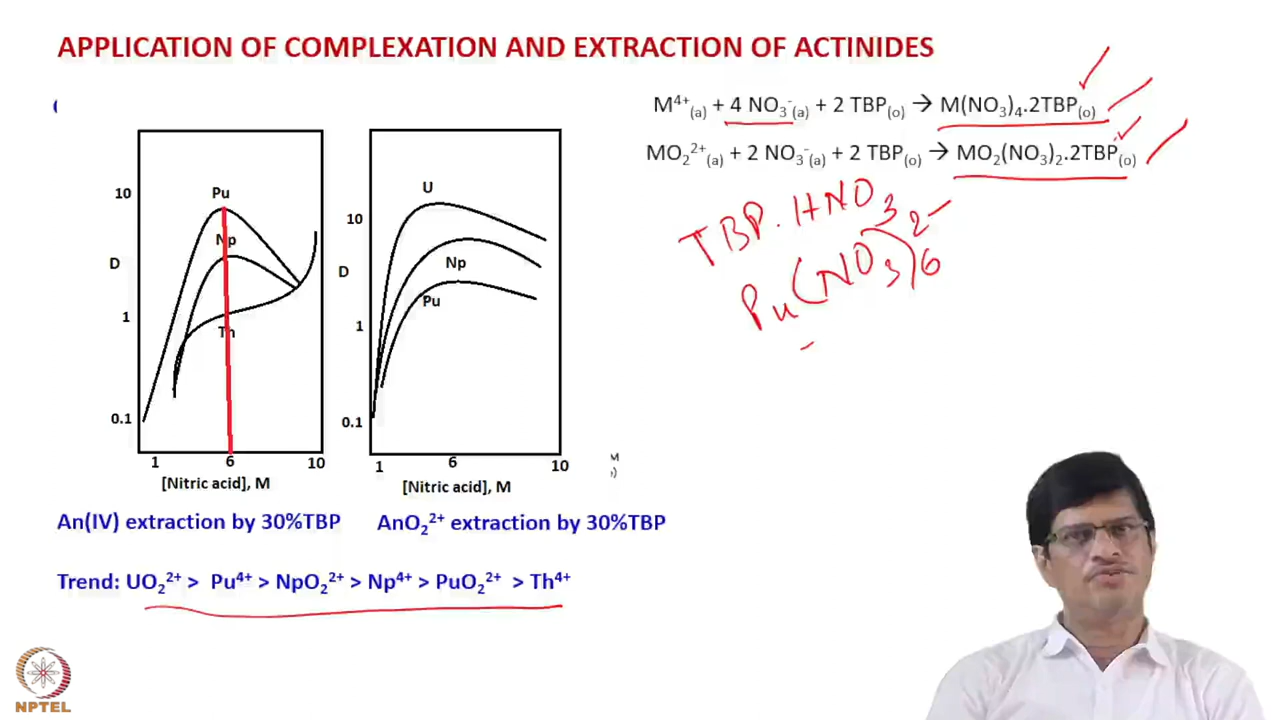 APPLICATION OF COMPLEXATION AND EXTRACTION OF ACTINIDES
M⁴⁺(a) + 4 NO₃⁻(a) + 2 TBP(o) → M(NO₃)₄.2TBP(o)
MO₂²⁺(a) + 2 NO₃⁻(a) + 2 TBP(o) → MO₂(NO₃)₂.2TBP(o)
TBP.HNO₃
Pu(NO₃)₆²⁻
10
Pu
Np
D
1
Th
0.1
1 6 10
[Nitric acid], M
U
10
Np
D
Pu
1
0.1
1 6 10
[Nitric acid], M
M
An(IV) extraction by 30%TBP
AnO₂²⁺ extraction by 30%TBP
Trend: UO₂²⁺ > Pu⁴⁺ > NpO₂²⁺ > Np⁴⁺ > PuO₂²⁺ > Th⁴⁺
NPTEL